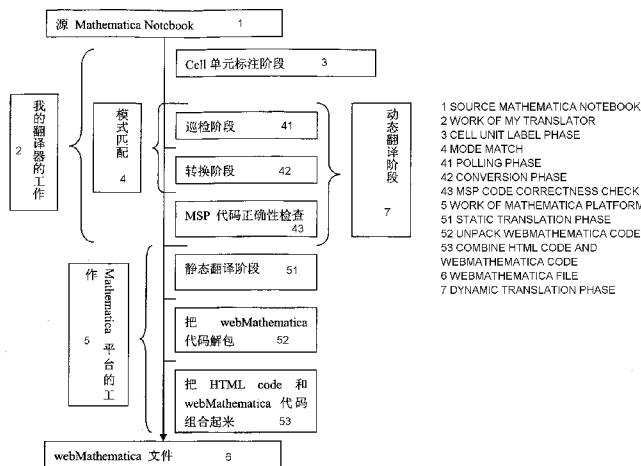 源 Mathematica Notebook 1
Cell 单元标注阶段 3
我的翻译器的工作
2
模式匹配
4
巡检阶段 41
转换阶段 42
MSP 代码正确性检查
43
动态翻译阶段
7
Mathematica 平台的工
作
5
静态翻译阶段 51
把 webMathematica
代码解包 52
把 HTML code 和
webMathematica 代码
组合起米 53
webMathematica 文件 6
1 SOURCE MATHEMATICA NOTEBOOK
2 WORK OF MY TRANSLATOR
3 CELL UNIT LABEL PHASE
4 MODE MATCH
41 POLLING PHASE
42 CONVERSION PHASE
43 MSP CODE CORRECTNESS CHECK
5 WORK OF MATHEMATICA PLATFORM
51 STATIC TRANSLATION PHASE
52 UNPACK WEBMATHEMATICA CODE
53 COMBINE HTML CODE AND
WEBMATHEMATICA CODE
6 WEBMATHEMATICA FILE
7 DYNAMIC TRANSLATION PHASE